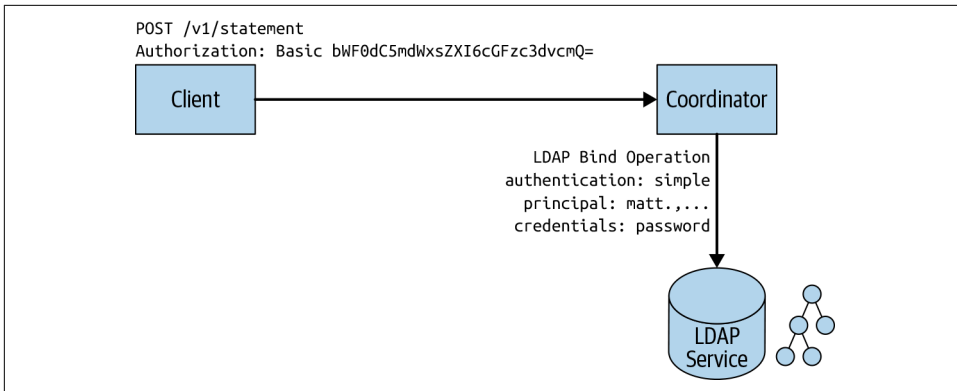 POST /v1/statement
Authorization: Basic bWF0dC5mdWxsZXI6cGFzc3dvcmQ=
Client
Coordinator
LDAP Bind Operation
authentication: simple
principal: matt.,...
credentials: password
LDAP
Service